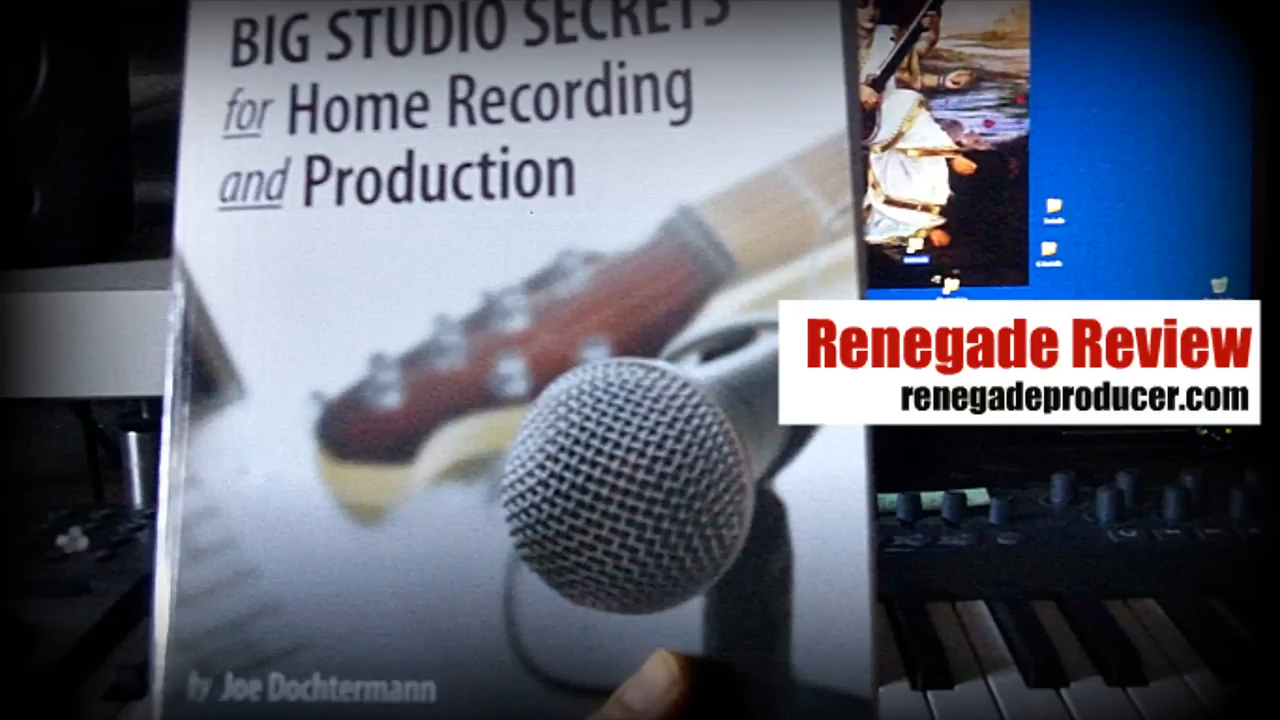 BIG STUDIO SECRETS
for Home Recording
and Production
Renegade Review
renegadeproducer.com
by Joe Dochtermann